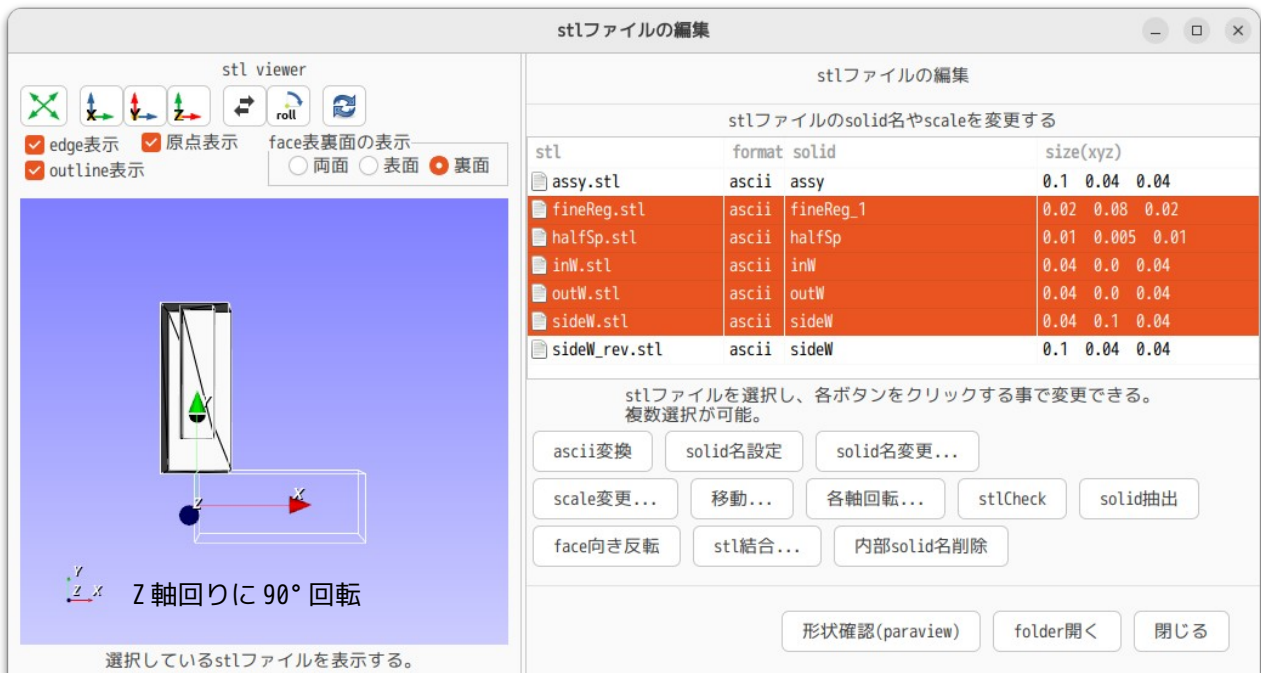 stlファイルの編集
stl viewer
X
Y
Z
roll
edge表示
原点表示
outline表示
face表裏面の表示
両面
表面
裏面
Y
X
Z
Y
Z X
Z 軸回りに 90° 回転
選択しているstlファイルを表示する。
stlファイルの編集
stlファイルのsolid名やscaleを変更する
stl format solid size(xyz)
assy.stl ascii assy 0.1 0.04 0.04
fineReg.stl ascii fineReg_1 0.02 0.08 0.02
halfSp.stl ascii halfSp 0.01 0.005 0.01
inW.stl ascii inW 0.04 0.0 0.04
outW.stl ascii outW 0.04 0.0 0.04
sideW.stl ascii sideW 0.04 0.1 0.04
sideW_rev.stl ascii sideW 0.1 0.04 0.04
stlファイルを選択し、各ボタンをクリックする事で変更できる。
複数選択が可能。
ascii変換 solid名設定 solid名変更...
scale変更... 移動... 各軸回転... stlCheck solid抽出
face向き反転 stl結合... 内部solid名削除
形状確認(paraview) folder開く 閉じる